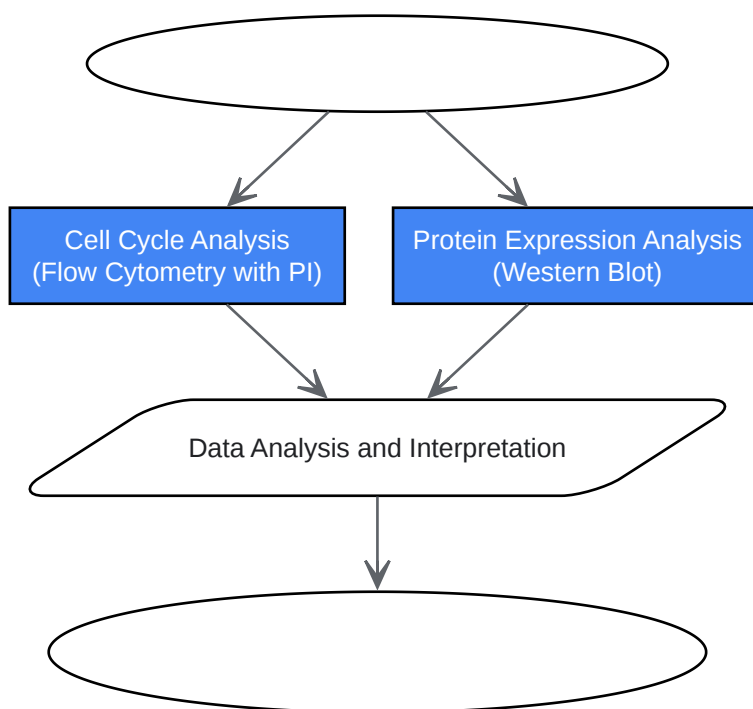 Cell Cycle Analysis
(Flow Cytometry with PI)
Protein Expression Analysis
(Western Blot)
Data Analysis and Interpretation